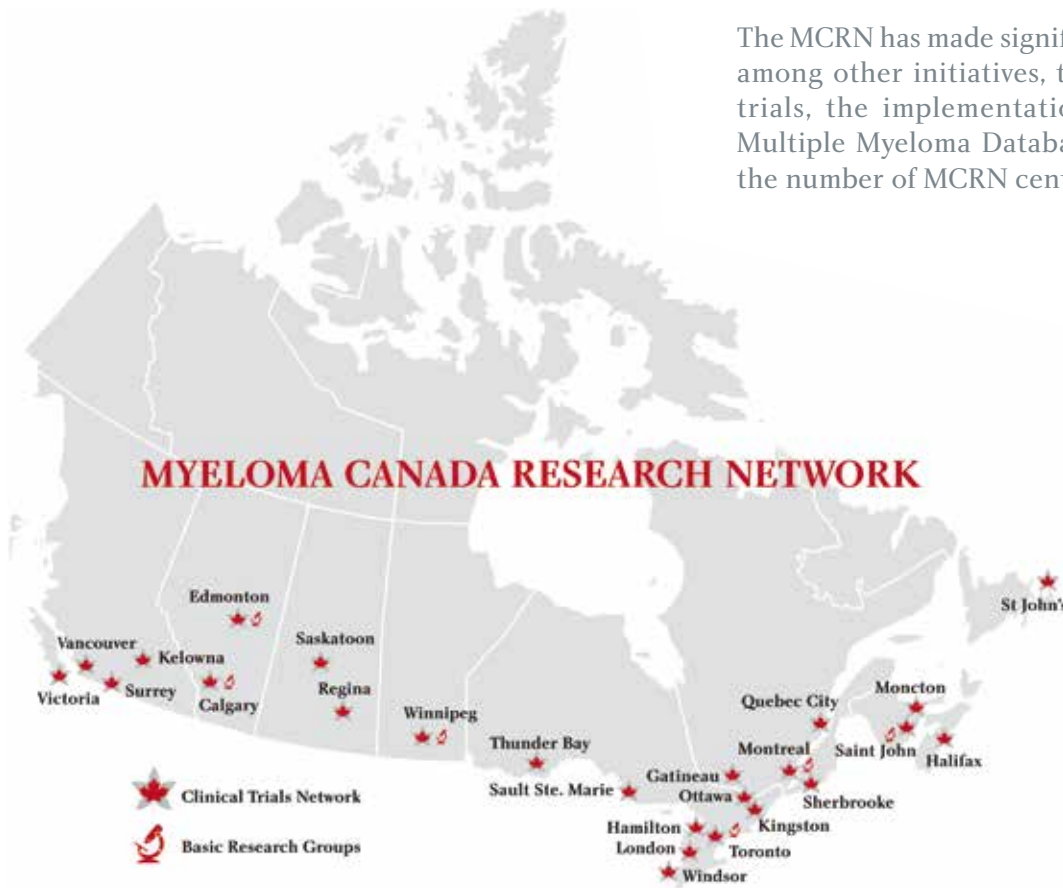 The MCRN has made signif
among other initiatives, t
trials, the implementatio
Multiple Myeloma Databa
the number of MCRN cent
MYELOMA CANADA RESEARCH NETWORK
Edmonton
Vancouver
Kelowna
Victoria
Surrey
Calgary
Saskatoon
Regina
Winnipeg
Thunder Bay
Sault Ste. Marie
Gatineau
Ottawa
Hamilton
London
Windsor
Toronto
Kingston
Montreal
Quebec City
Sherbrooke
Saint John
Moncton
Halifax
St John's
Clinical Trials Network
Basic Research Groups